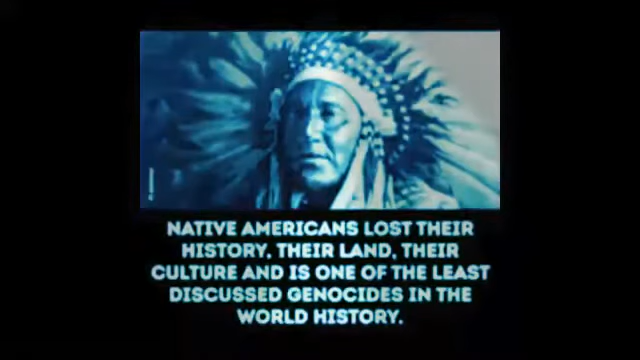 NATIVE AMERICANS LOST THEIR
HISTORY, THEIR LAND, THEIR
CULTURE AND IS ONE OF THE LEAST
DISCUSSED GENOCIDES IN THE
WORLD HISTORY.